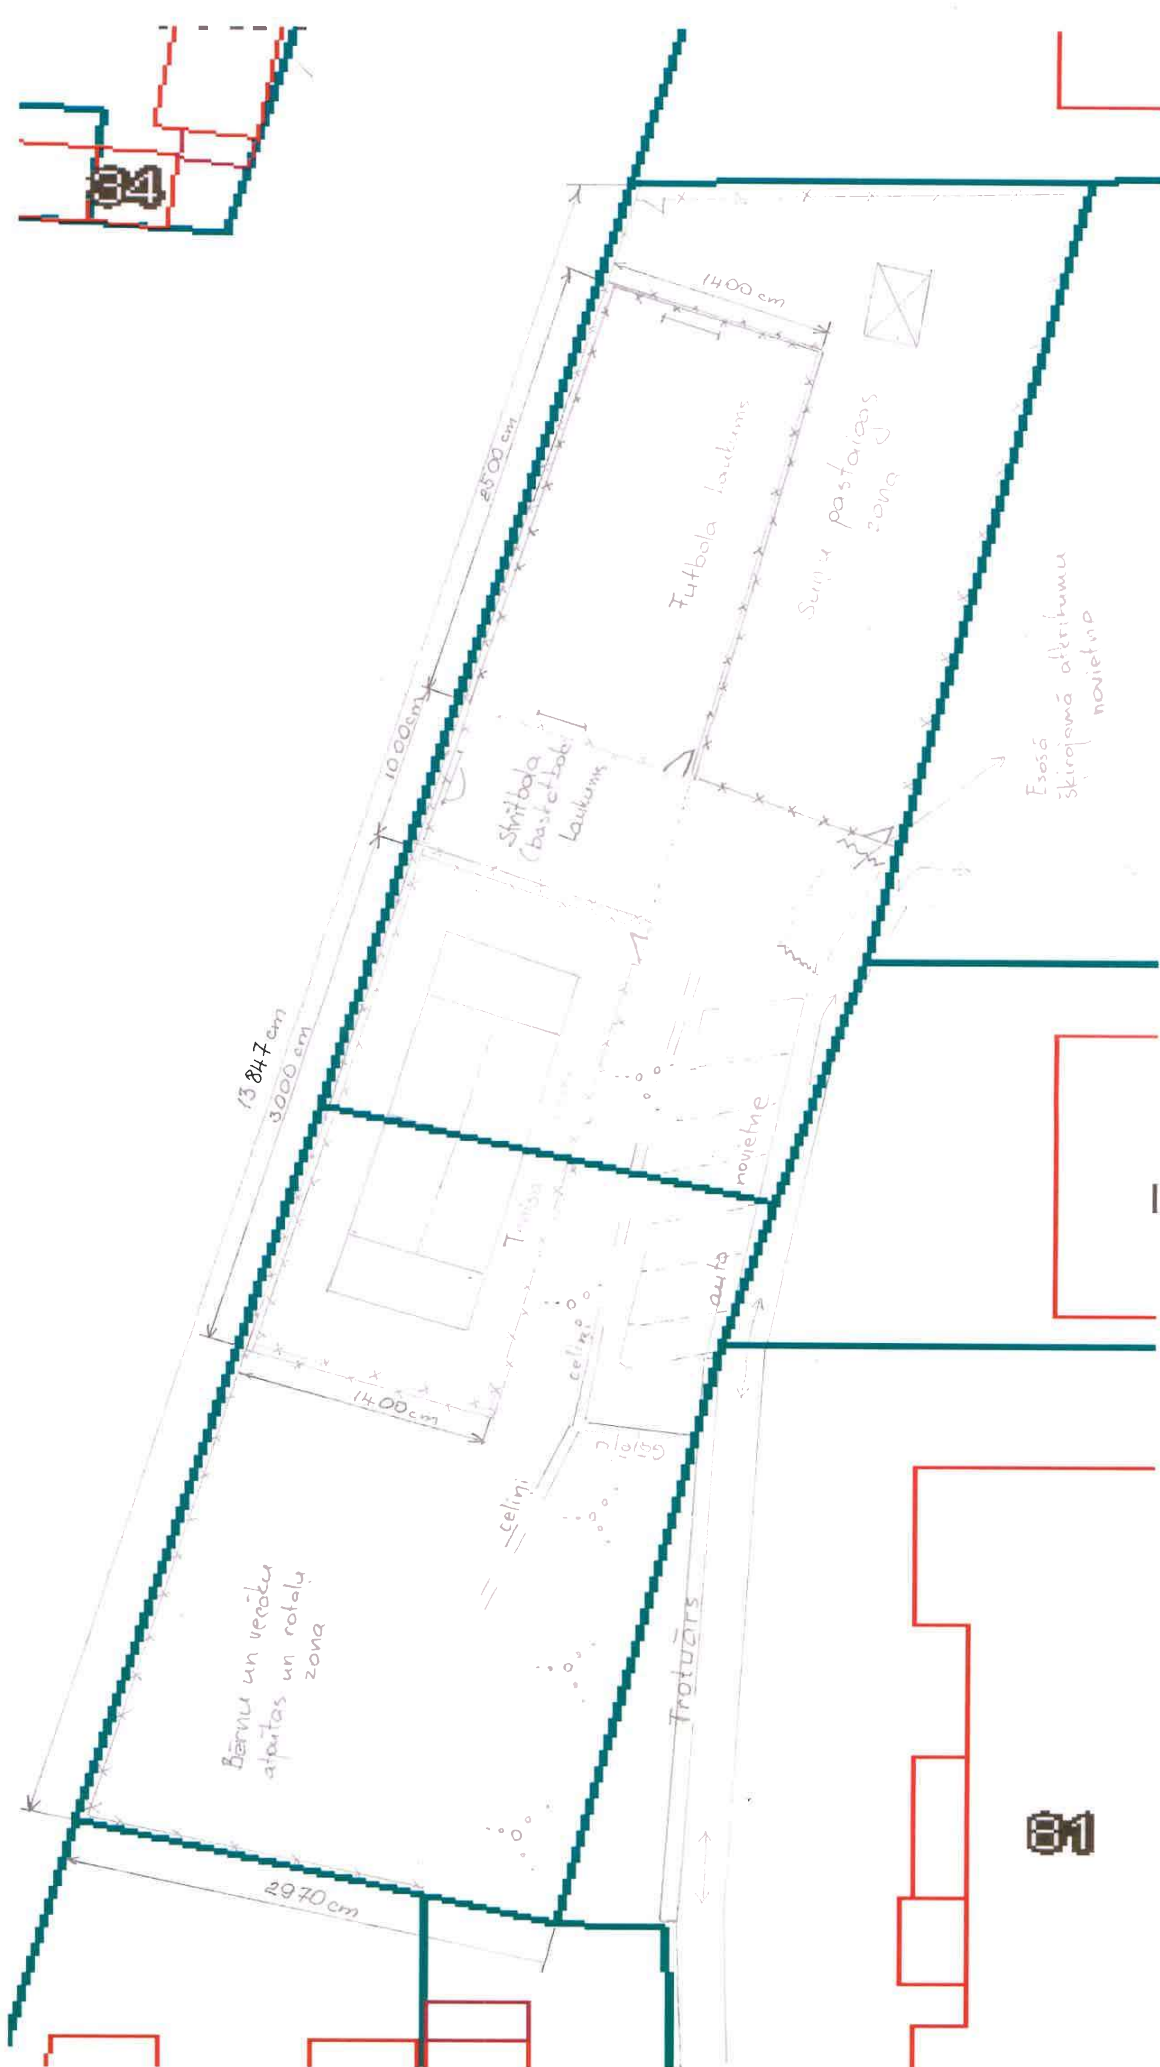 84
1400 cm
2500 cm
Futbola laukums
Suņu pastaigas
zona
Esošā
šķirojamā atkritumu
novietne
1000 cm
Strītbola
(basketbola)
Laukums
13847 cm
3000 cm
novietne
auto
celiņi
1400 cm
celiņi
Bērnu un vecāku
atpūtas un rotaļu
zona
Trotuārs
81
2970 cm